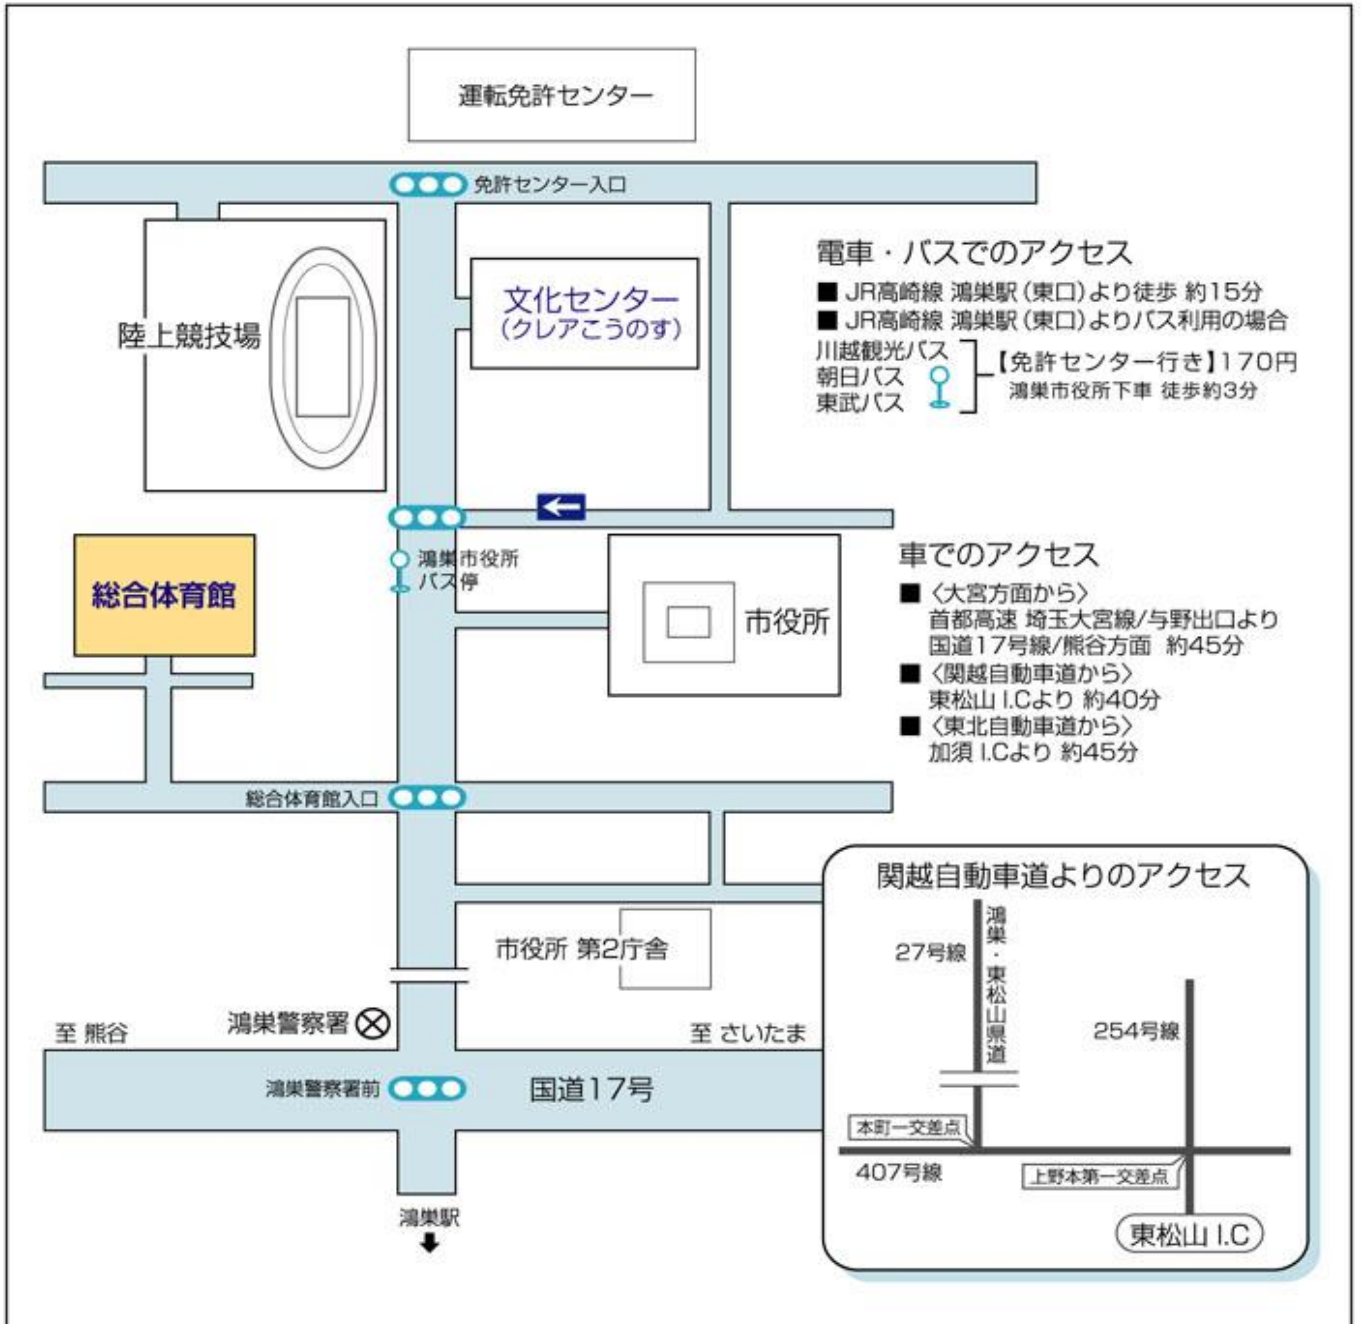 運転免許センター
免許センター入口
文化センター
(クレアこうのす)
陸上競技場
電車・バスでのアクセス
■ JR高崎線 鴻巣駅(東口)より徒歩 約15分
■ JR高崎線 鴻巣駅(東口)よりバス利用の場合
川越観光バス
朝日バス
東武バス
【免許センター行き】170円
鴻巣市役所下車 徒歩約3分
鴻巣市役所
バス停
総合体育館
市役所
車でのアクセス
■〈大宮方面から〉
首都高速 埼玉大宮線/与野出口より
国道17号線/熊谷方面 約45分
■〈関越自動車道から〉
東松山 I.Cより 約40分
■〈東北自動車道から〉
加須 I.Cより 約45分
総合体育館入口
市役所 第2庁舎
鴻巣警察署
至 熊谷
至 さいたま
鴻巣警察署前
国道17号
鴻巣駅
関越自動車道よりのアクセス
27号線
鴻巣・東松山県道
254号線
本町一交差点
407号線
上野本第一交差点
東松山 I.C